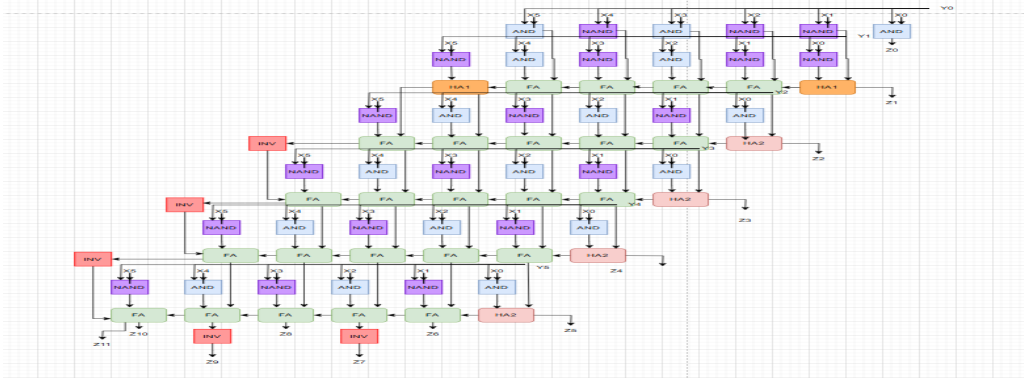 Y0
X5 X4 X3 X2 X1 X0
AND NAND AND NAND NAND AND
Y1
X5 X4 X3 X2 X1 X0 Z0
NAND AND NAND AND NAND NAND
HA1 FA FA FA FA HA1
Y2
X5 X4 X3 X2 X1 X0 Z1
NAND AND NAND AND NAND AND
INV FA FA FA FA FA HA2
Y3
X5 X4 X3 X2 X1 X0 Z2
NAND AND NAND AND NAND AND
INV FA FA FA FA FA HA2
Y4
X5 X4 X3 X2 X1 X0 Z3
NAND AND NAND AND NAND AND
INV FA FA FA FA FA HA2
Y5
X5 X4 X3 X2 X1 X0 Z4
NAND AND NAND AND NAND AND
FA FA FA FA FA HA2
Z11 Z10 INV Z8 INV Z6 Z5
Z9 Z7